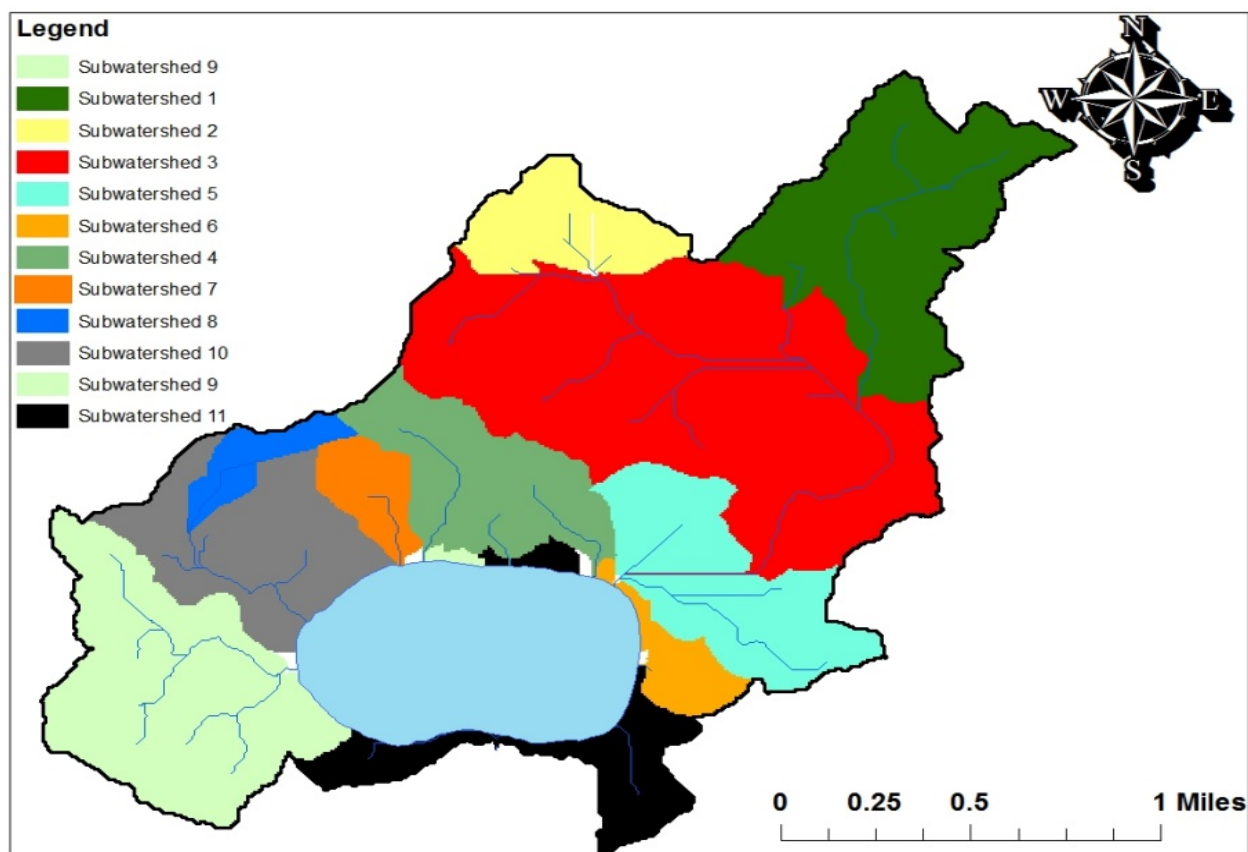 Legend
Subwatershed 9
Subwatershed 1
Subwatershed 2
Subwatershed 3
Subwatershed 5
Subwatershed 6
Subwatershed 4
Subwatershed 7
Subwatershed 8
Subwatershed 10
Subwatershed 9
Subwatershed 11
N
W E
S
0 0.25 0.5 1 Miles